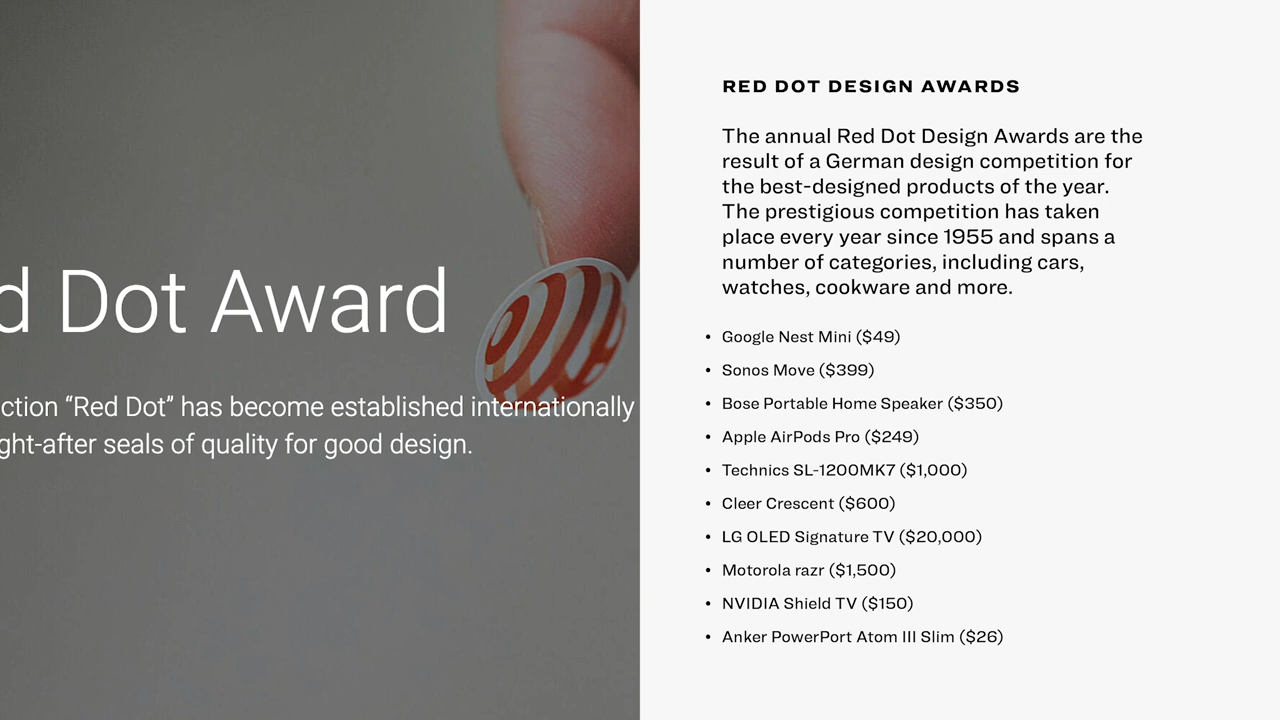 d Dot Award
ction “Red Dot” has become established internationally
ght-after seals of quality for good design.
RED DOT DESIGN AWARDS
The annual Red Dot Design Awards are the
result of a German design competition for
the best-designed products of the year.
The prestigious competition has taken
place every year since 1955 and spans a
number of categories, including cars,
watches, cookware and more.
• Google Nest Mini ($49)
• Sonos Move ($399)
• Bose Portable Home Speaker ($350)
• Apple AirPods Pro ($249)
• Technics SL-1200MK7 ($1,000)
• Cleer Crescent ($600)
• LG OLED Signature TV ($20,000)
• Motorola razr ($1,500)
• NVIDIA Shield TV ($150)
• Anker PowerPort Atom III Slim ($26)